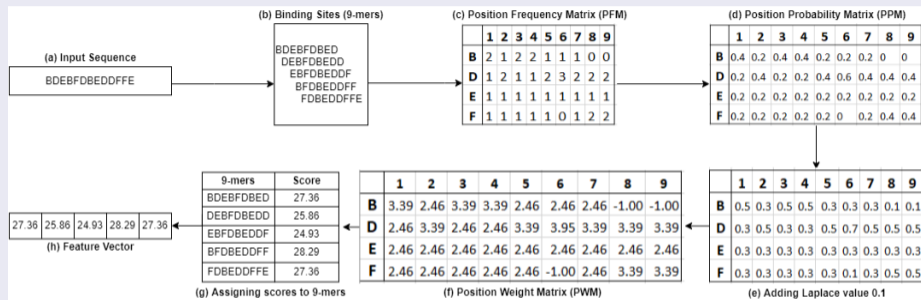 (a) Input Sequence
BDEBFDBEDDFFE
(b) Binding Sites (9-mers)
BDEBFDBED
DEBFDBEDD
EBFDBEDDF
BFDBEDDFF
FDBEDDFFE
(c) Position Frequency Matrix (PFM)
1 2 3 4 5 6 7 8 9
B 2 1 2 2 1 1 1 0 0
D 1 2 1 1 2 3 2 2 2
E 1 1 1 1 1 1 1 1 1
F 1 1 1 1 1 0 1 2 2
(d) Position Probability Matrix (PPM)
1 2 3 4 5 6 7 8 9
B 0.4 0.2 0.4 0.4 0.2 0.2 0.2 0 0
D 0.2 0.4 0.2 0.2 0.4 0.6 0.4 0.4 0.4
E 0.2 0.2 0.2 0.2 0.2 0.2 0.2 0.2 0.2
F 0.2 0.2 0.2 0.2 0.2 0 0.2 0.4 0.4
1 2 3 4 5 6 7 8 9
B 0.5 0.3 0.5 0.5 0.3 0.3 0.3 0.1 0.1
D 0.3 0.5 0.3 0.3 0.5 0.7 0.5 0.5 0.5
E 0.3 0.3 0.3 0.3 0.3 0.3 0.3 0.3 0.3
F 0.3 0.3 0.3 0.3 0.3 0.1 0.3 0.5 0.5
(e) Adding Laplace value 0.1
1 2 3 4 5 6 7 8 9
B 3.39 2.46 3.39 3.39 2.46 2.46 2.46 -1.00 -1.00
D 2.46 3.39 2.46 2.46 3.39 3.95 3.39 3.39 3.39
E 2.46 2.46 2.46 2.46 2.46 2.46 2.46 2.46 2.46
F 2.46 2.46 2.46 2.46 2.46 -1.00 2.46 3.39 3.39
(f) Position Weight Matrix (PWM)
9-mers Score
BDEBFDBED 27.36
DEBFDBEDD 25.86
EBFDBEDDF 24.93
BFDBEDDFF 28.29
FDBEDDFFE 27.36
(g) Assigning scores to 9-mers
27.36 25.86 24.93 28.29 27.36
(h) Feature Vector